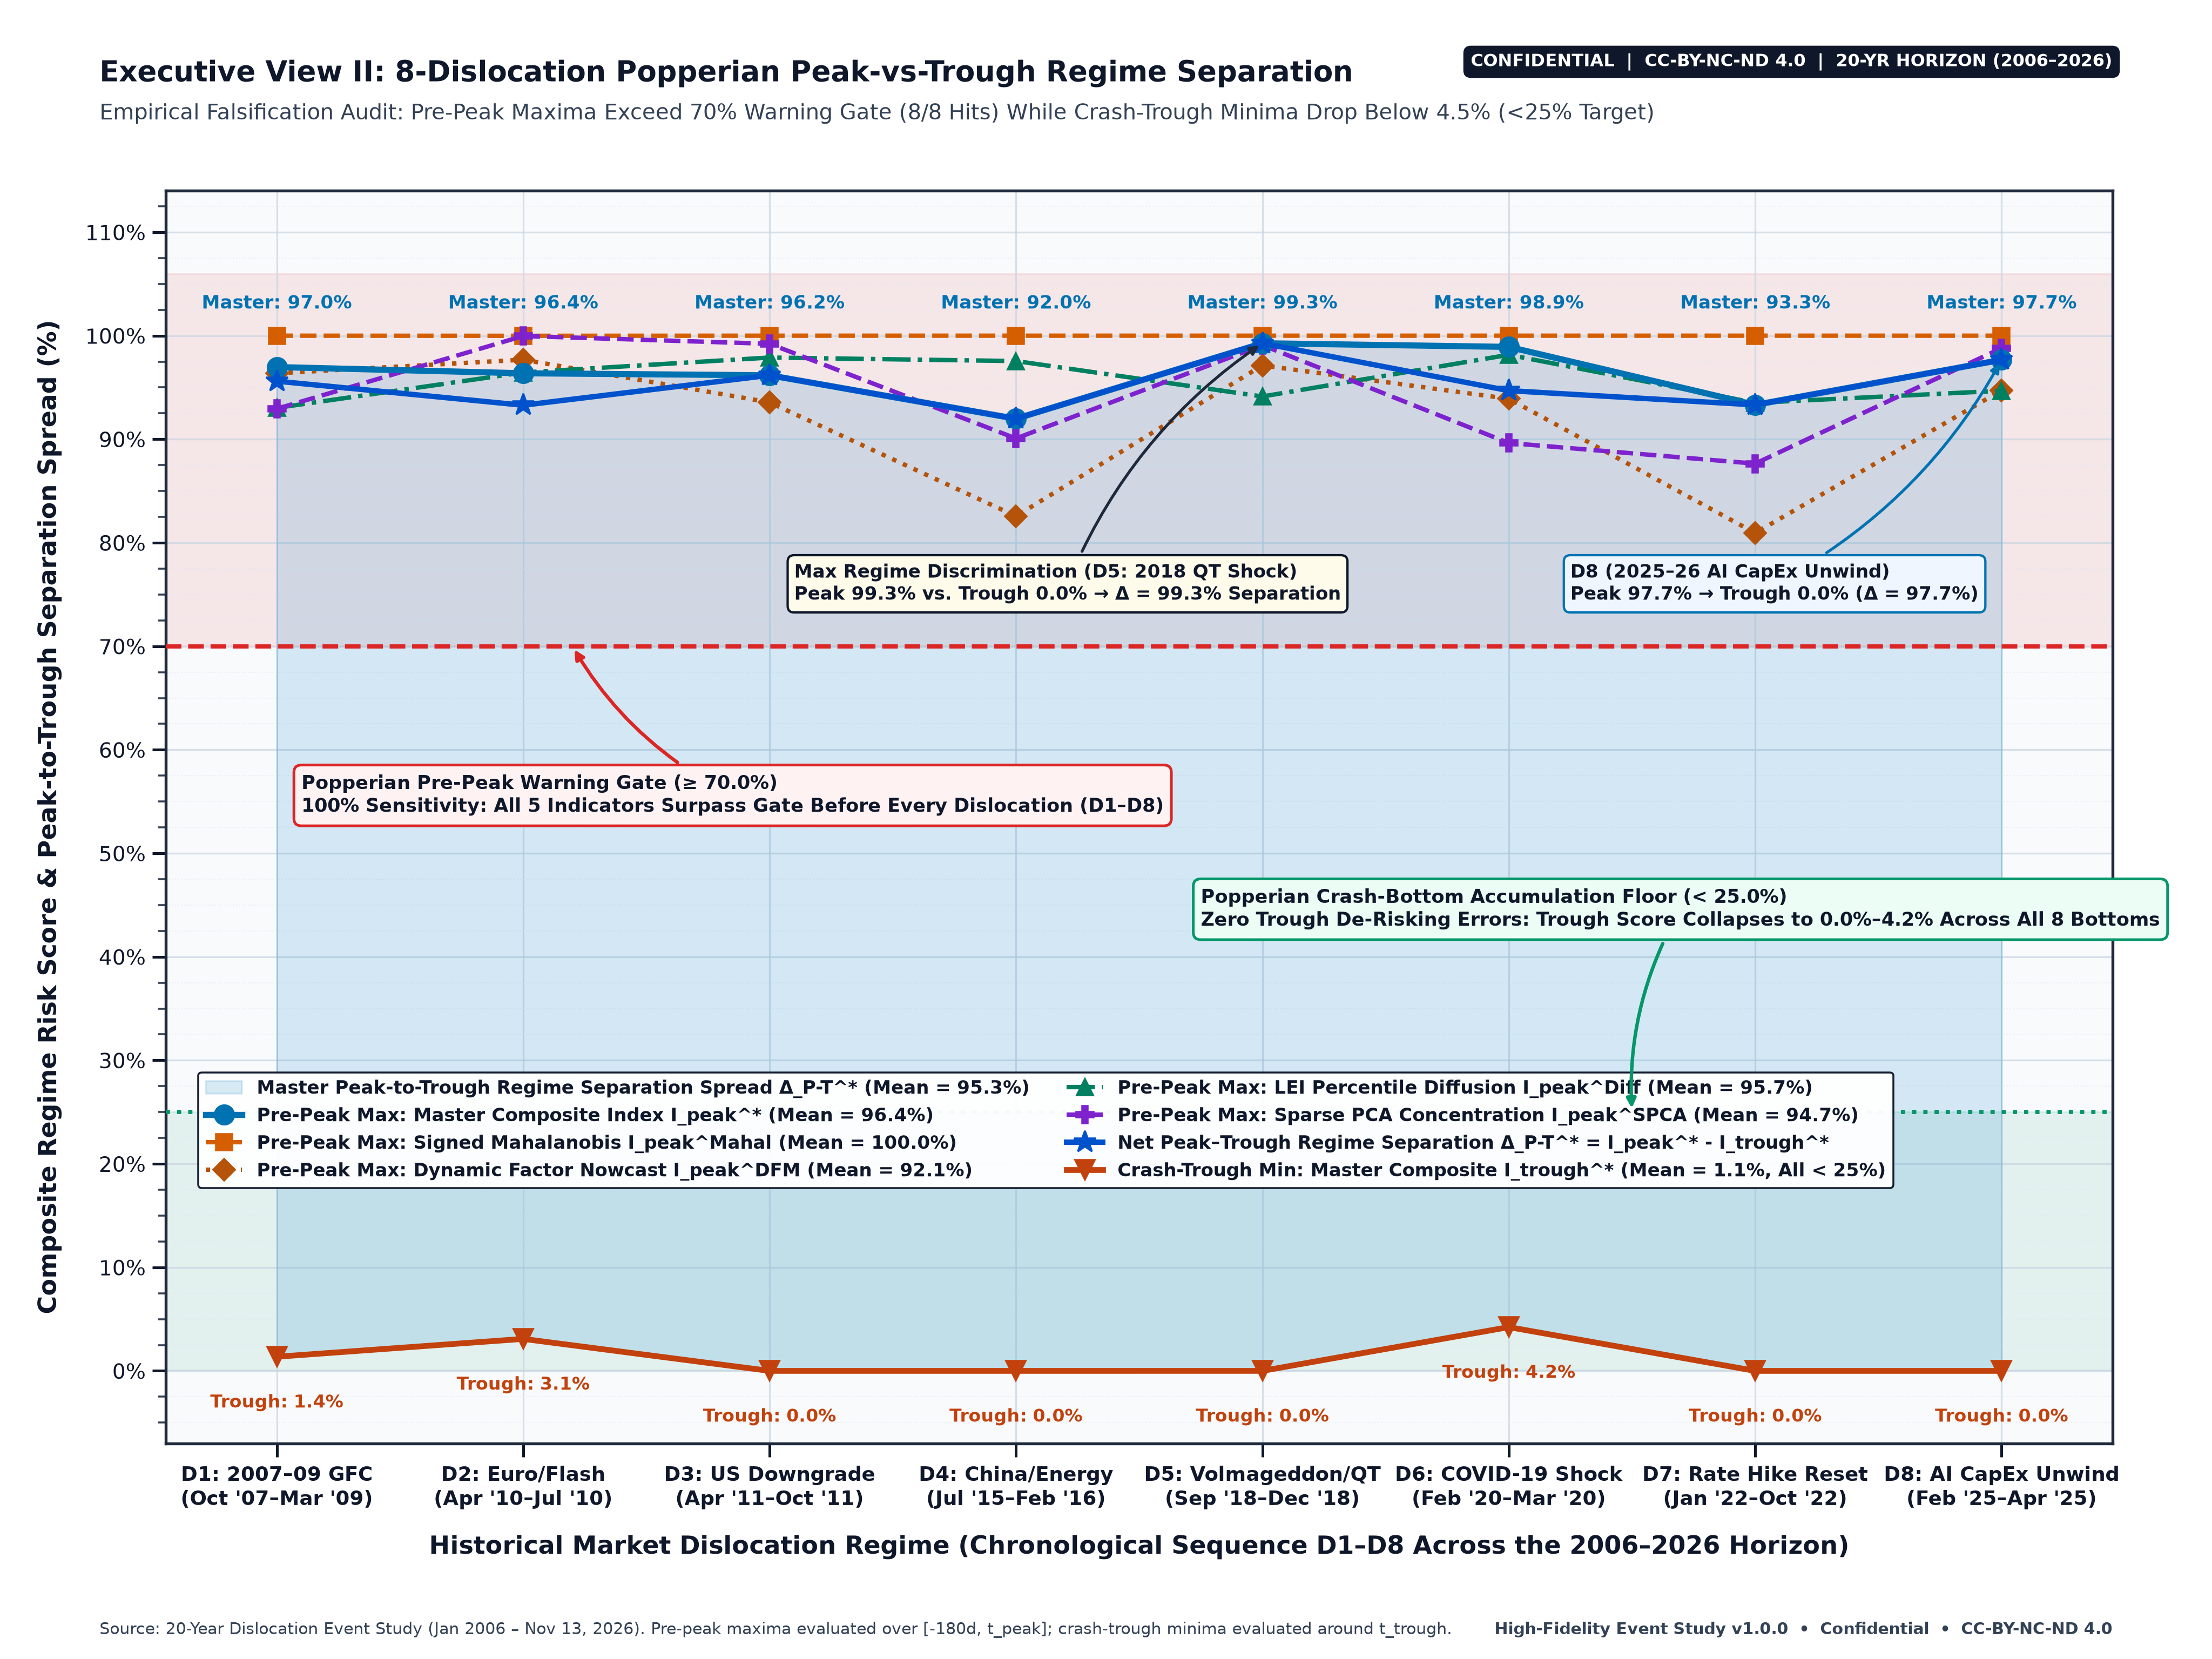 Executive View II: 8-Dislocation Popperian Peak-vs-Trough Regime Separation
CONFIDENTIAL | CC-BY-NC-ND 4.0 | 20-YR HORIZON (2006–2026)
Empirical Falsification Audit: Pre-Peak Maxima Exceed 70% Warning Gate (8/8 Hits) While Crash-Trough Minima Drop Below 4.5% (<25% Target)
Composite Regime Risk Score & Peak-to-Trough Separation Spread (%)
110%
100%
90%
80%
70%
60%
50%
40%
30%
20%
10%
0%
Master: 97.0%
Master: 96.4%
Master: 96.2%
Master: 92.0%
Master: 99.3%
Master: 98.9%
Master: 93.3%
Master: 97.7%
Max Regime Discrimination (D5: 2018 QT Shock)
Peak 99.3% vs. Trough 0.0% → Δ = 99.3% Separation
D8 (2025–26 AI CapEx Unwind)
Peak 97.7% → Trough 0.0% (Δ = 97.7%)
Popperian Pre-Peak Warning Gate (≥ 70.0%)
100% Sensitivity: All 5 Indicators Surpass Gate Before Every Dislocation (D1–D8)
Popperian Crash-Bottom Accumulation Floor (< 25.0%)
Zero Trough De-Risking Errors: Trough Score Collapses to 0.0%–4.2% Across All 8 Bottoms
Master Peak-to-Trough Regime Separation Spread Δ_P-T^* (Mean = 95.3%)
Pre-Peak Max: Master Composite Index I_peak^* (Mean = 96.4%)
Pre-Peak Max: Signed Mahalanobis I_peak^Mahal (Mean = 100.0%)
Pre-Peak Max: Dynamic Factor Nowcast I_peak^DFM (Mean = 92.1%)
Pre-Peak Max: LEI Percentile Diffusion I_peak^Diff (Mean = 95.7%)
Pre-Peak Max: Sparse PCA Concentration I_peak^SPCA (Mean = 94.7%)
Net Peak–Trough Regime Separation Δ_P-T^* = I_peak^* - I_trough^*
Crash-Trough Min: Master Composite I_trough^* (Mean = 1.1%, All < 25%)
Trough: 1.4%
Trough: 3.1%
Trough: 0.0%
Trough: 0.0%
Trough: 0.0%
Trough: 4.2%
Trough: 0.0%
Trough: 0.0%
D1: 2007–09 GFC
(Oct '07–Mar '09)
D2: Euro/Flash
(Apr '10–Jul '10)
D3: US Downgrade
(Apr '11–Oct '11)
D4: China/Energy
(Jul '15–Feb '16)
D5: Volmageddon/QT
(Sep '18–Dec '18)
D6: COVID-19 Shock
(Feb '20–Mar '20)
D7: Rate Hike Reset
(Jan '22–Oct '22)
D8: AI CapEx Unwind
(Feb '25–Apr '25)
Historical Market Dislocation Regime (Chronological Sequence D1–D8 Across the 2006–2026 Horizon)
Source: 20-Year Dislocation Event Study (Jan 2006 – Nov 13, 2026). Pre-peak maxima evaluated over [-180d, t_peak]; crash-trough minima evaluated around t_trough.
High-Fidelity Event Study v1.0.0 • Confidential • CC-BY-NC-ND 4.0